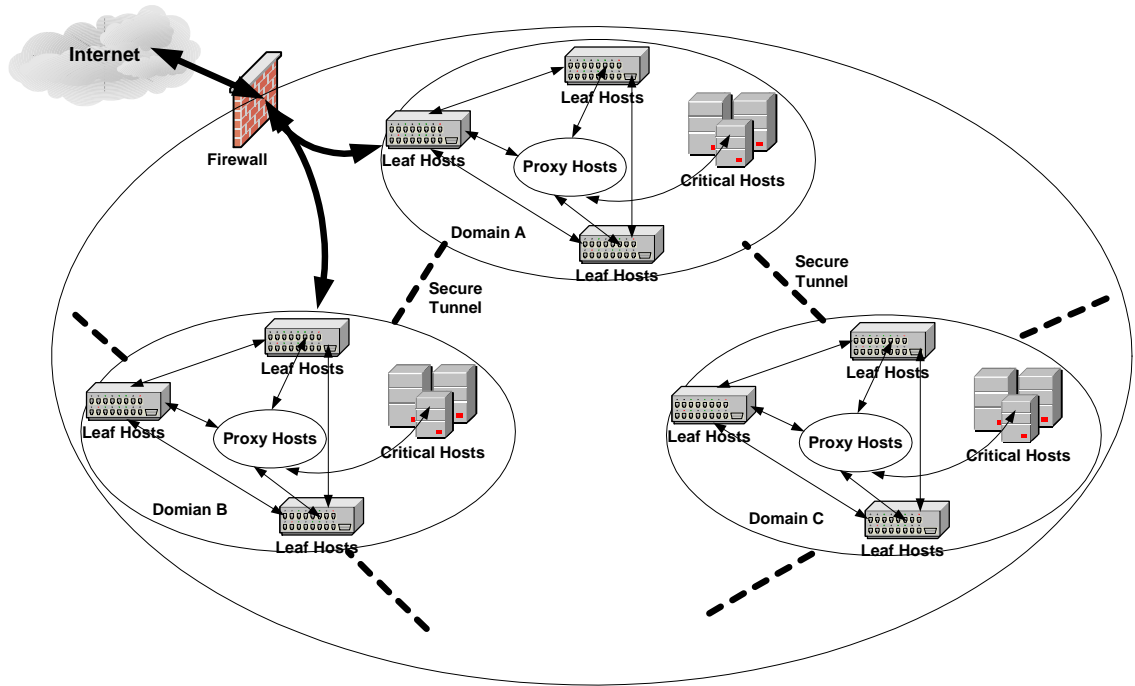 Internet
Firewall
Leaf Hosts
Leaf Hosts
Proxy Hosts
Critical Hosts
Domain A
Leaf Hosts
Secure
Tunnel
Secure
Tunnel
Leaf Hosts
Leaf Hosts
Proxy Hosts
Critical Hosts
Domian B
Leaf Hosts
Leaf Hosts
Leaf Hosts
Proxy Hosts
Critical Hosts
Domain C
Leaf Hosts